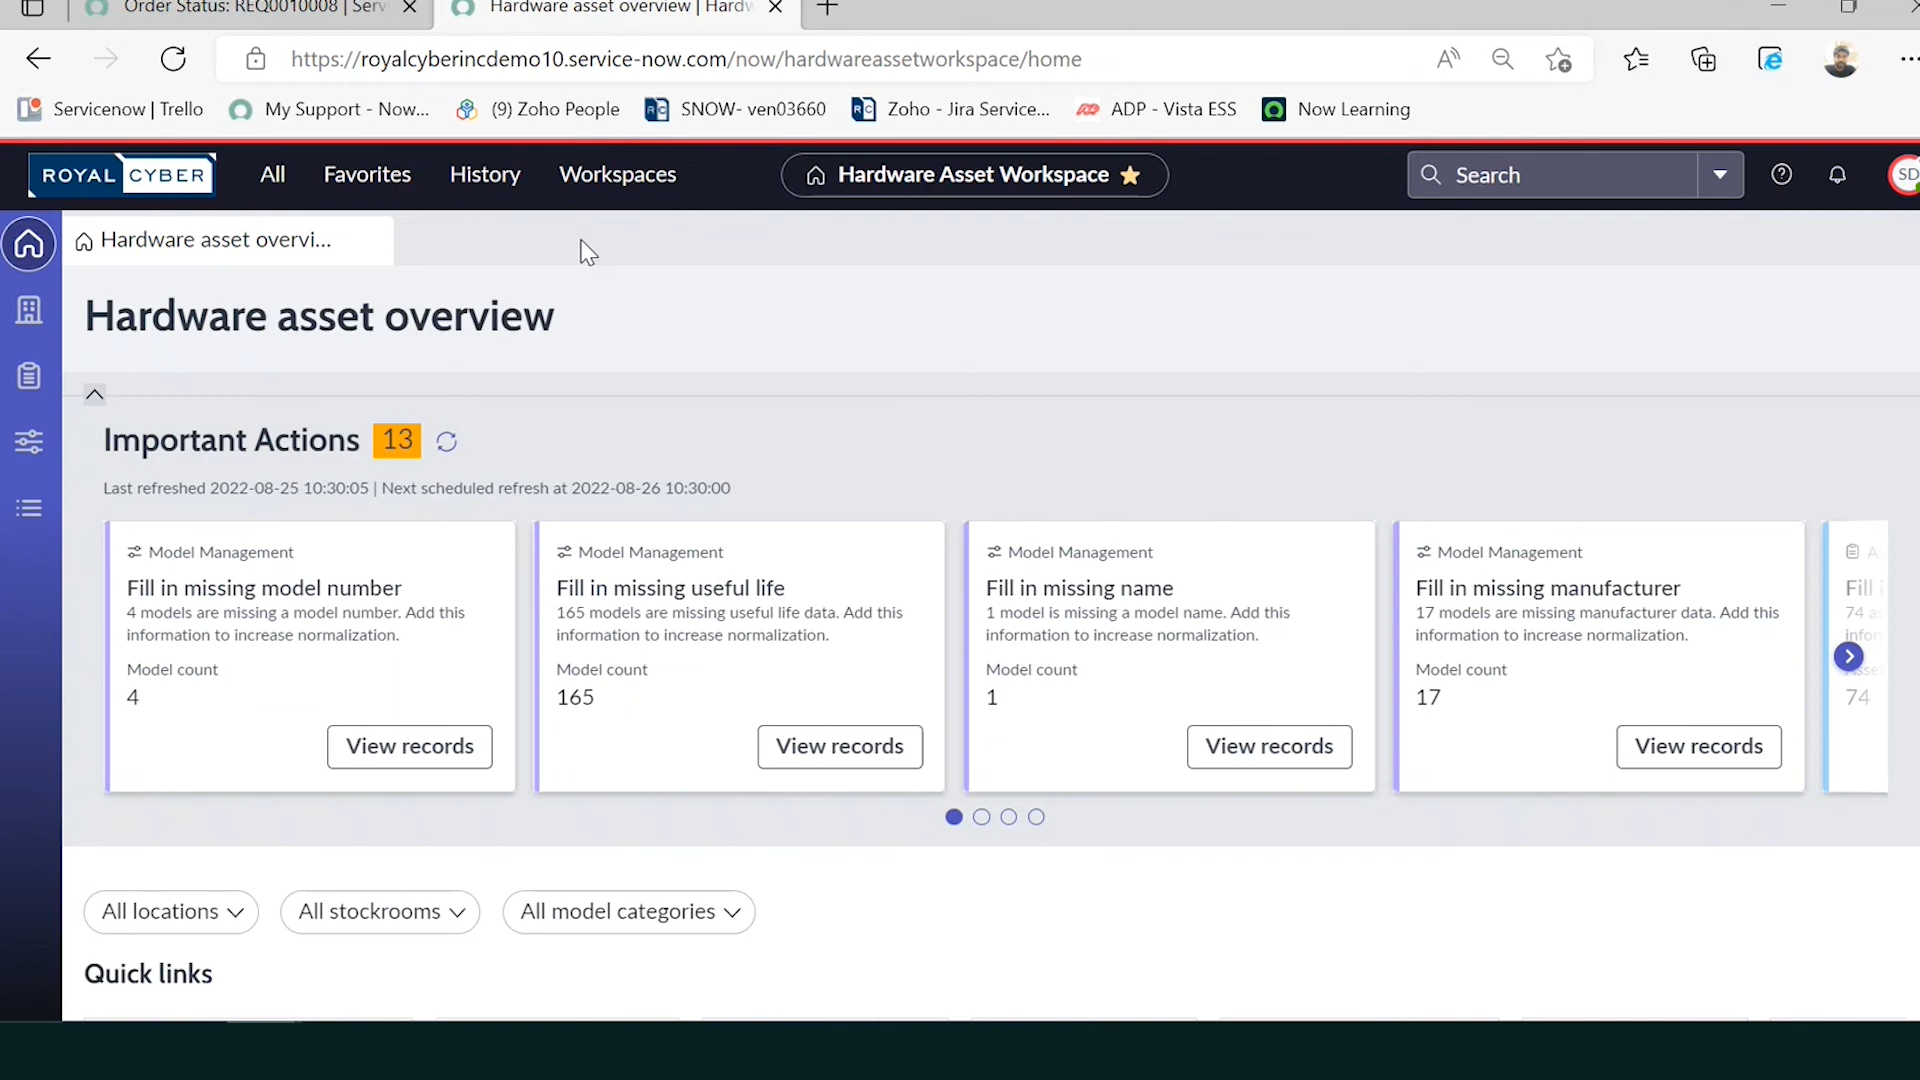 Order Status: REQ0010008 | Serv
Hardware asset overview | Hardw
https://royalcyberincdemo10.service-now.com/now/hardwareassetworkspace/home
Servicenow | Trello
My Support - Now...
(9) Zoho People
SNOW- ven03660
Zoho - Jira Service...
ADP - Vista ESS
Now Learning
ROYAL CYBER
All
Favorites
History
Workspaces
Hardware Asset Workspace
Search
SD
Hardware asset overvi...
Hardware asset overview
Important Actions 13
Last refreshed 2022-08-25 10:30:05 | Next scheduled refresh at 2022-08-26 10:30:00
Model Management
Fill in missing model number
4 models are missing a model number. Add this
information to increase normalization.
Model count
4
View records
Model Management
Fill in missing useful life
165 models are missing useful life data. Add this
information to increase normalization.
Model count
165
View records
Model Management
Fill in missing name
1 model is missing a model name. Add this
information to increase normalization.
Model count
1
View records
Model Management
Fill in missing manufacturer
17 models are missing manufacturer data. Add this
information to increase normalization.
Model count
17
View records
Fill
74
74
All locations
All stockrooms
All model categories
Quick links